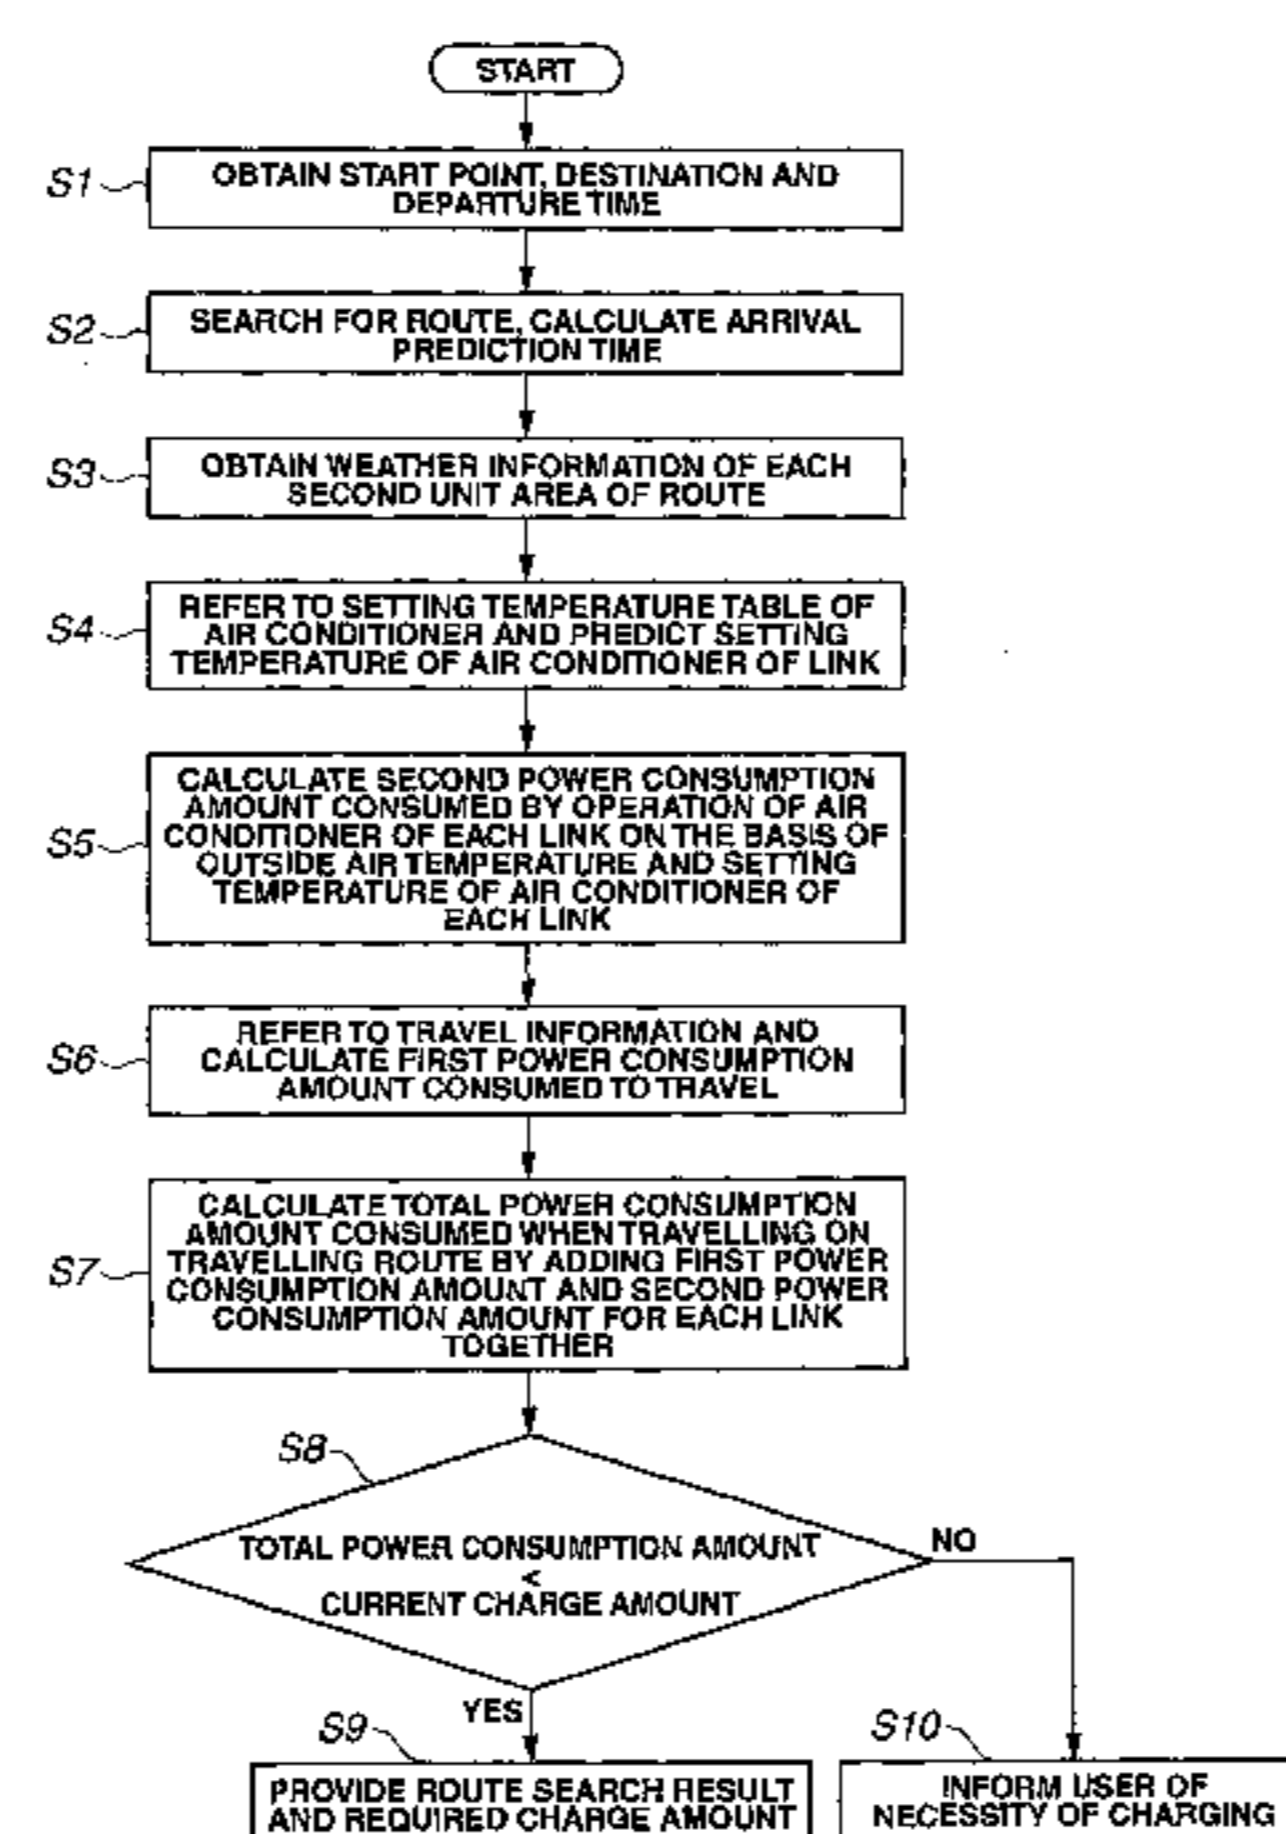 START
S1
OBTAIN START POINT, DESTINATION AND
DEPARTURE TIME
S2
SEARCH FOR ROUTE, CALCULATE ARRIVAL
PREDICTION TIME
S3
OBTAIN WEATHER INFORMATION OF EACH
SECOND UNIT AREA OF ROUTE
S4
REFER TO SETTING TEMPERATURE TABLE OF
AIR CONDITIONER AND PREDICT SETTING
TEMPERATURE OF AIR CONDITIONER OF LINK
S5
CALCULATE SECOND POWER CONSUMPTION
AMOUNT CONSUMED BY OPERATION OF AIR
CONDITIONER OF EACH LINK ON THE BASIS OF
OUTSIDE AIR TEMPERATURE AND SETTING
TEMPERATURE OF AIR CONDITIONER OF
EACH LINK
S6
REFER TO TRAVEL INFORMATION AND
CALCULATE FIRST POWER CONSUMPTION
AMOUNT CONSUMED TO TRAVEL
S7
CALCULATE TOTAL POWER CONSUMPTION
AMOUNT CONSUMED WHEN TRAVELLING ON
TRAVELLING ROUTE BY ADDING FIRST POWER
CONSUMPTION AMOUNT AND SECOND POWER
CONSUMPTION AMOUNT FOR EACH LINK
TOGETHER
S8
TOTAL POWER CONSUMPTION AMOUNT
<
CURRENT CHARGE AMOUNT
NO
YES
S9
PROVIDE ROUTE SEARCH RESULT
AND REQUIRED CHARGE AMOUNT
S10
INFORM USER OF
NECESSITY OF CHARGING